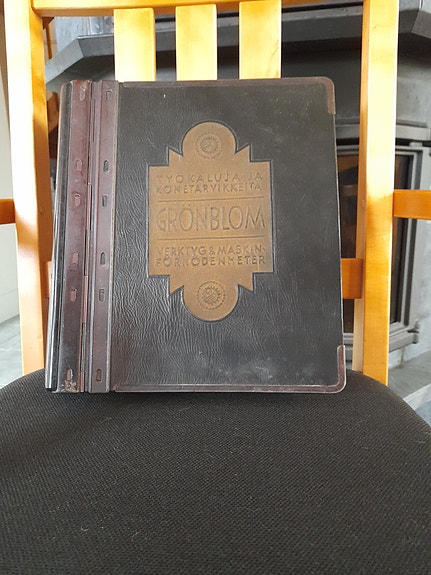 TYÖKALUJA JA
KONETARVIKKEITA
GRÖNBLOM
VERKTYG & MASKIN-
FÖRNÖDENHETER